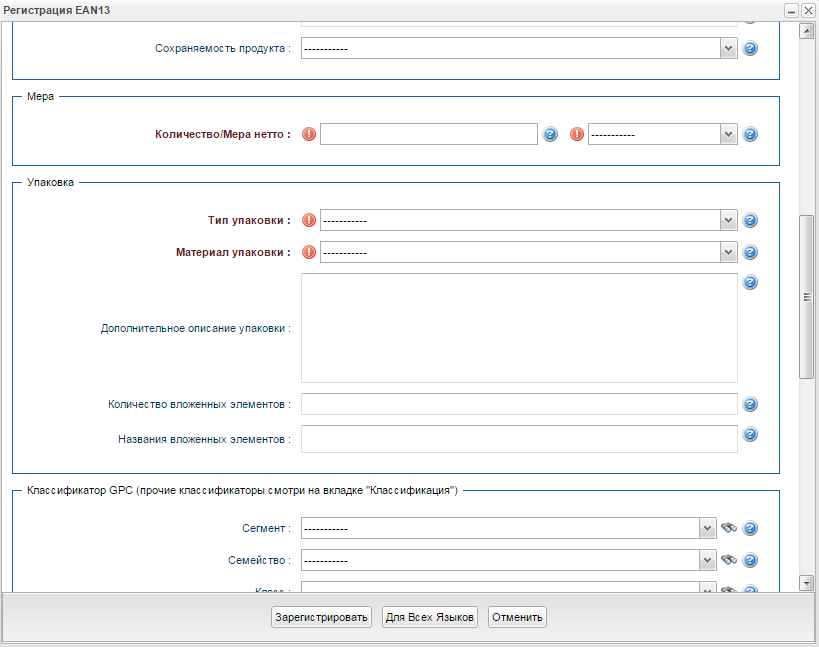 Регистрация EAN13
Сохраняемость продукта : -----------
Мера
Количество/Мера нетто : -----------
Упаковка
Тип упаковки : -----------
Материал упаковки : -----------
Дополнительное описание упаковки :
Количество вложенных элементов :
Названия вложенных элементов :
Классификатор GPC (прочие классификаторы смотри на вкладке "Классификация")
Сегмент : -----------
Семейство : -----------
Класс :
Зарегистрировать Для Всех Языков Отменить